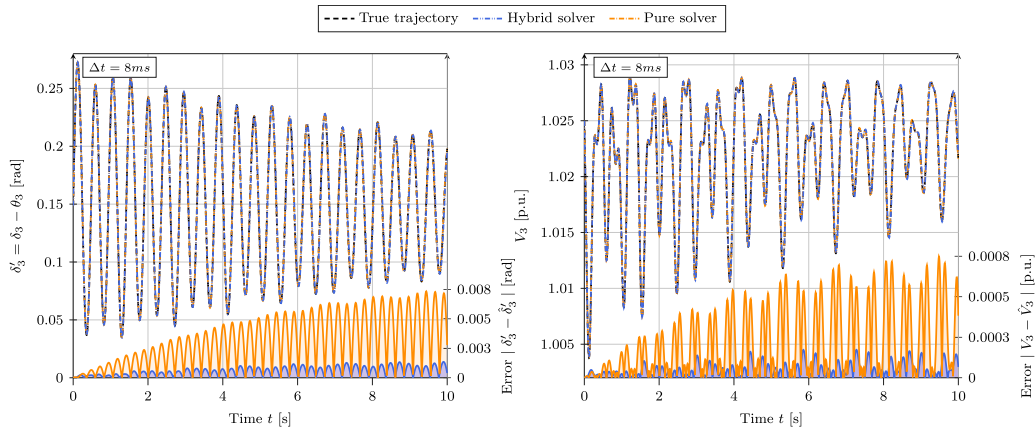 True trajectory Hybrid solver Pure solver
Δt = 8ms
0.25
0.2
0.15
0.1
0.05
0
0.008
0.005
0.003
0
0 2 4 6 8 10
Time t [s]
δ′₃ = δ₃ − θ₃ [rad]
Error | δ′₃ − δ̂′₃ | [rad]
Δt = 8ms
1.03
1.025
1.02
1.015
1.01
1.005
0.0008
0.0005
0.0003
0
0 2 4 6 8 10
Time t [s]
V₃ [p.u.]
Error | V₃ − V̂₃ | [p.u.]